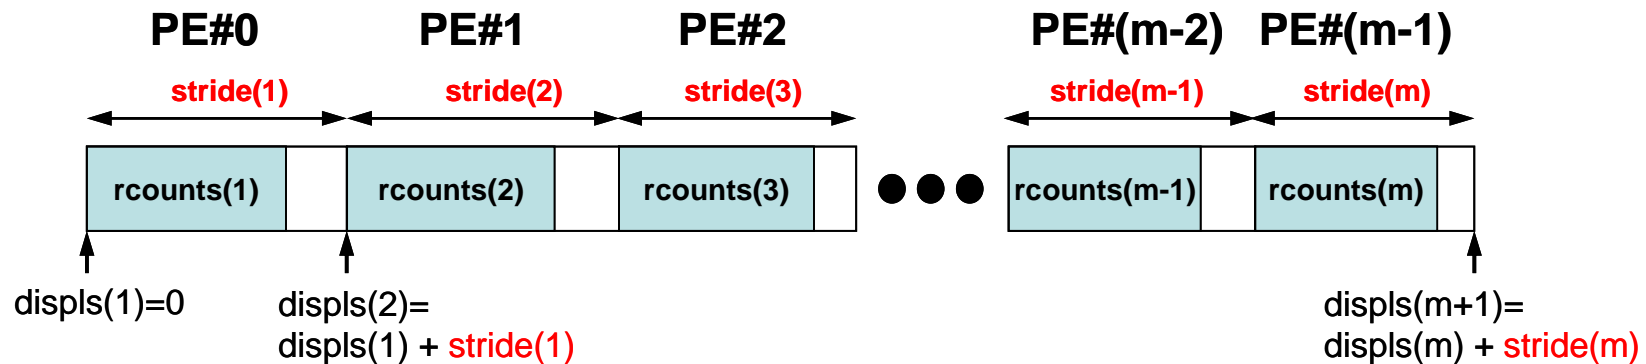 PE#0 PE#1 PE#2 PE#(m-2) PE#(m-1)
stride(1) stride(2) stride(3) stride(m-1) stride(m)
rcounts(1) rcounts(2) rcounts(3) rcounts(m-1) rcounts(m)
displs(1)=0
displs(2)=
displs(1) + stride(1)
displs(m+1)=
displs(m) + stride(m)